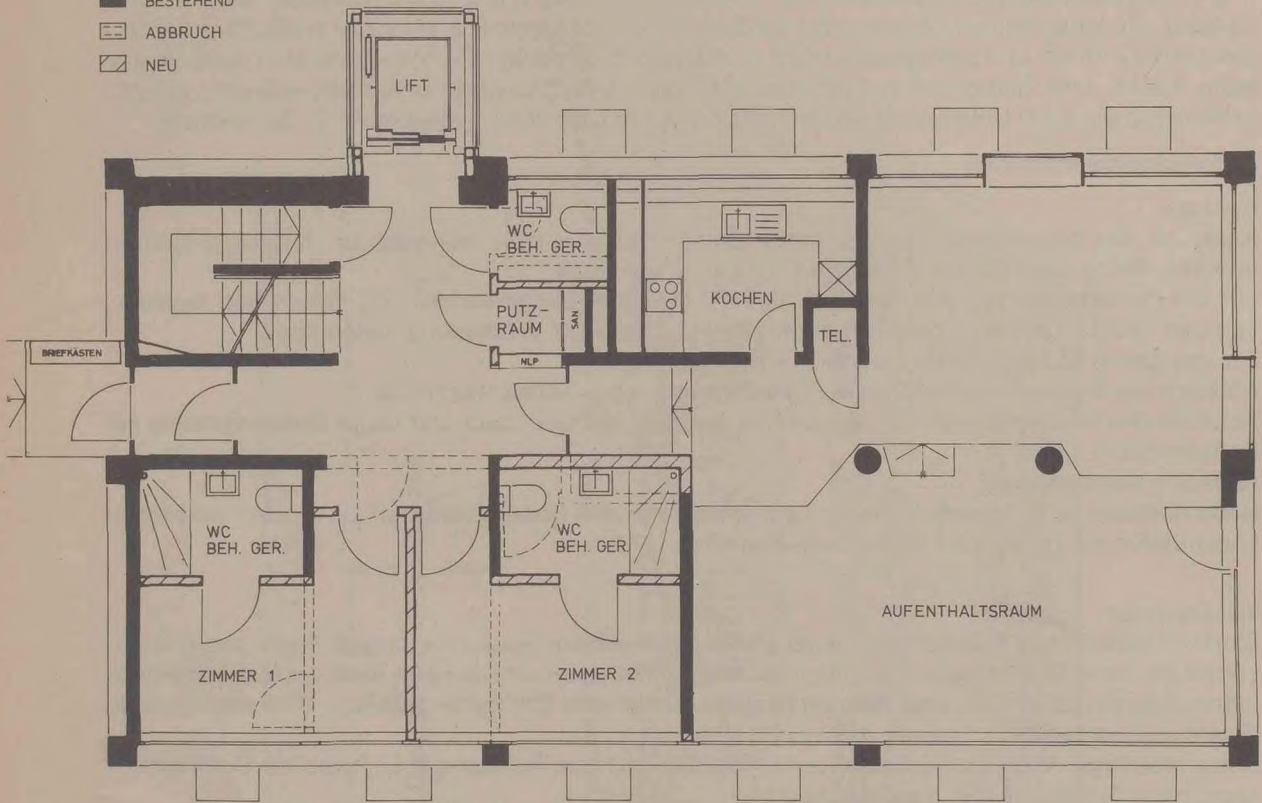 BESTEHEND
ABBRUCH
NEU
LIFT
WC
BEH. GER.
KOCHEN
PUTZ-
RAUM
SAN.
TEL.
NLP
BRIEFKÄSTEN
WC
BEH. GER.
WC
BEH. GER.
AUFENTHALTSRAUM
ZIMMER 1
ZIMMER 2